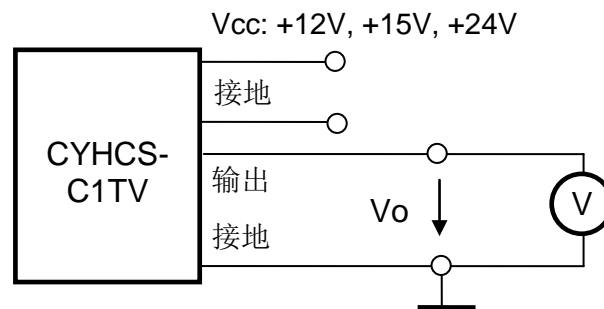 Vcc: +12V, +15V, +24V
接地
CYHCS-
C1TV
输出
Vo
V
接地